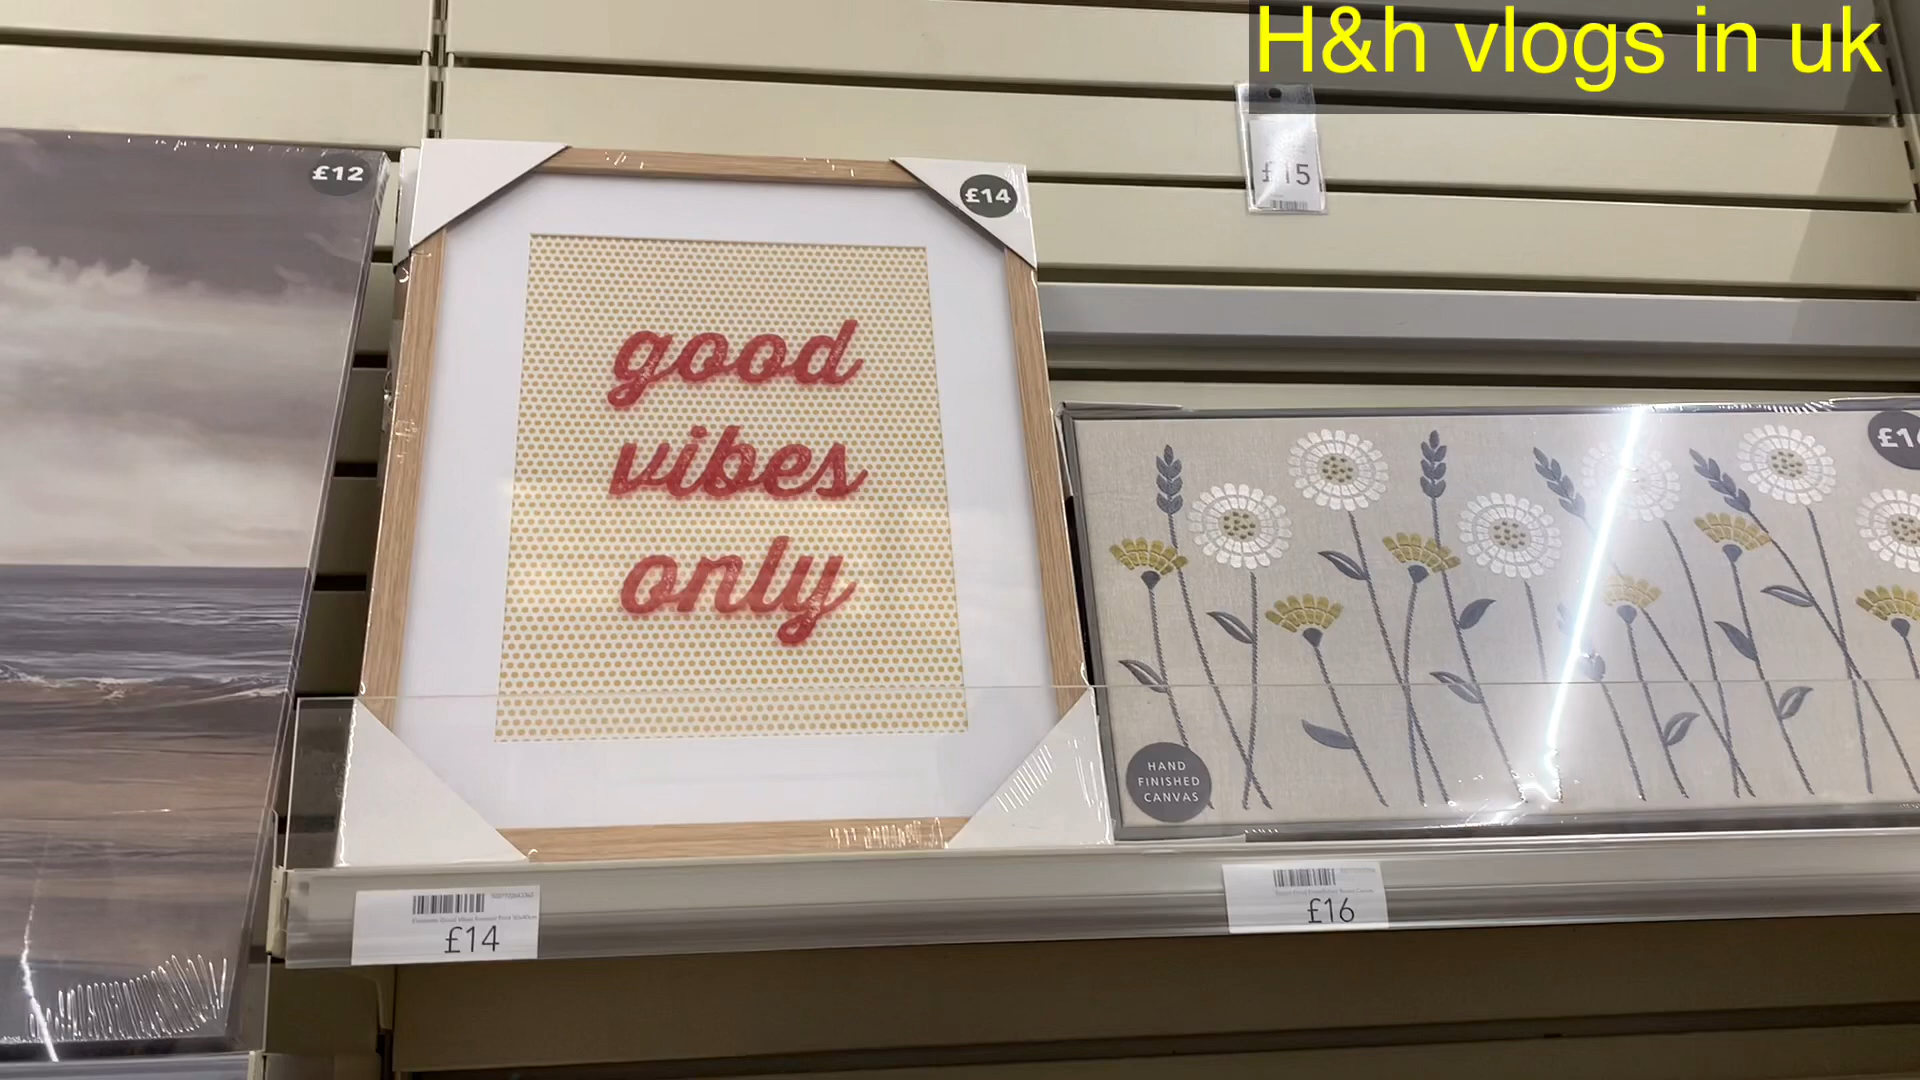 H&h vlogs in uk
£15
£12
£14
good
vibes
only
HAND
FINISHED
CANVAS
£14
£16